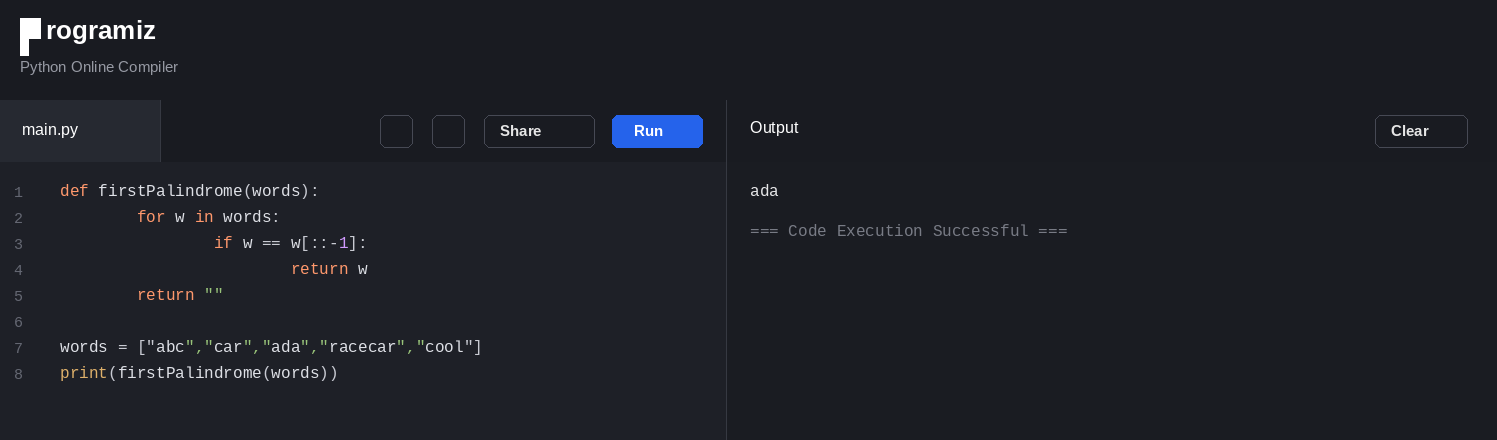 Programiz
Python Online Compiler
main.py
Share
Run
Output
Clear
1 def firstPalindrome(words):
2         for w in words:
3                 if w == w[::-1]:
4                         return w
5         return ""
6
7 words = ["abc","car","ada","racecar","cool"]
8 print(firstPalindrome(words))
ada
=== Code Execution Successful ===